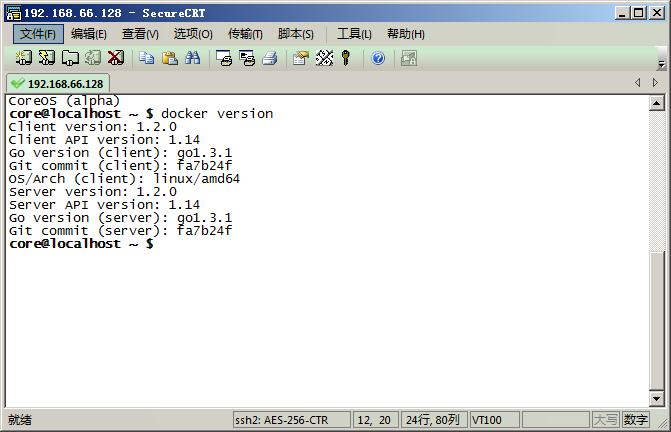 192.168.66.128 - SecureCRT
文件(F) 编辑(E) 查看(V) 选项(O) 传输(T) 脚本(S) 工具(L) 帮助(H)
192.168.66.128
CoreOS (alpha)
core@localhost ~ $ docker version
Client version: 1.2.0
Client API version: 1.14
Go version (client): go1.3.1
Git commit (client): fa7b24f
OS/Arch (client): linux/amd64
Server version: 1.2.0
Server API version: 1.14
Go version (server): go1.3.1
Git commit (server): fa7b24f
core@localhost ~ $
就绪 ssh2: AES-256-CTR 12, 20 24行, 80列 VT100 大写 数字